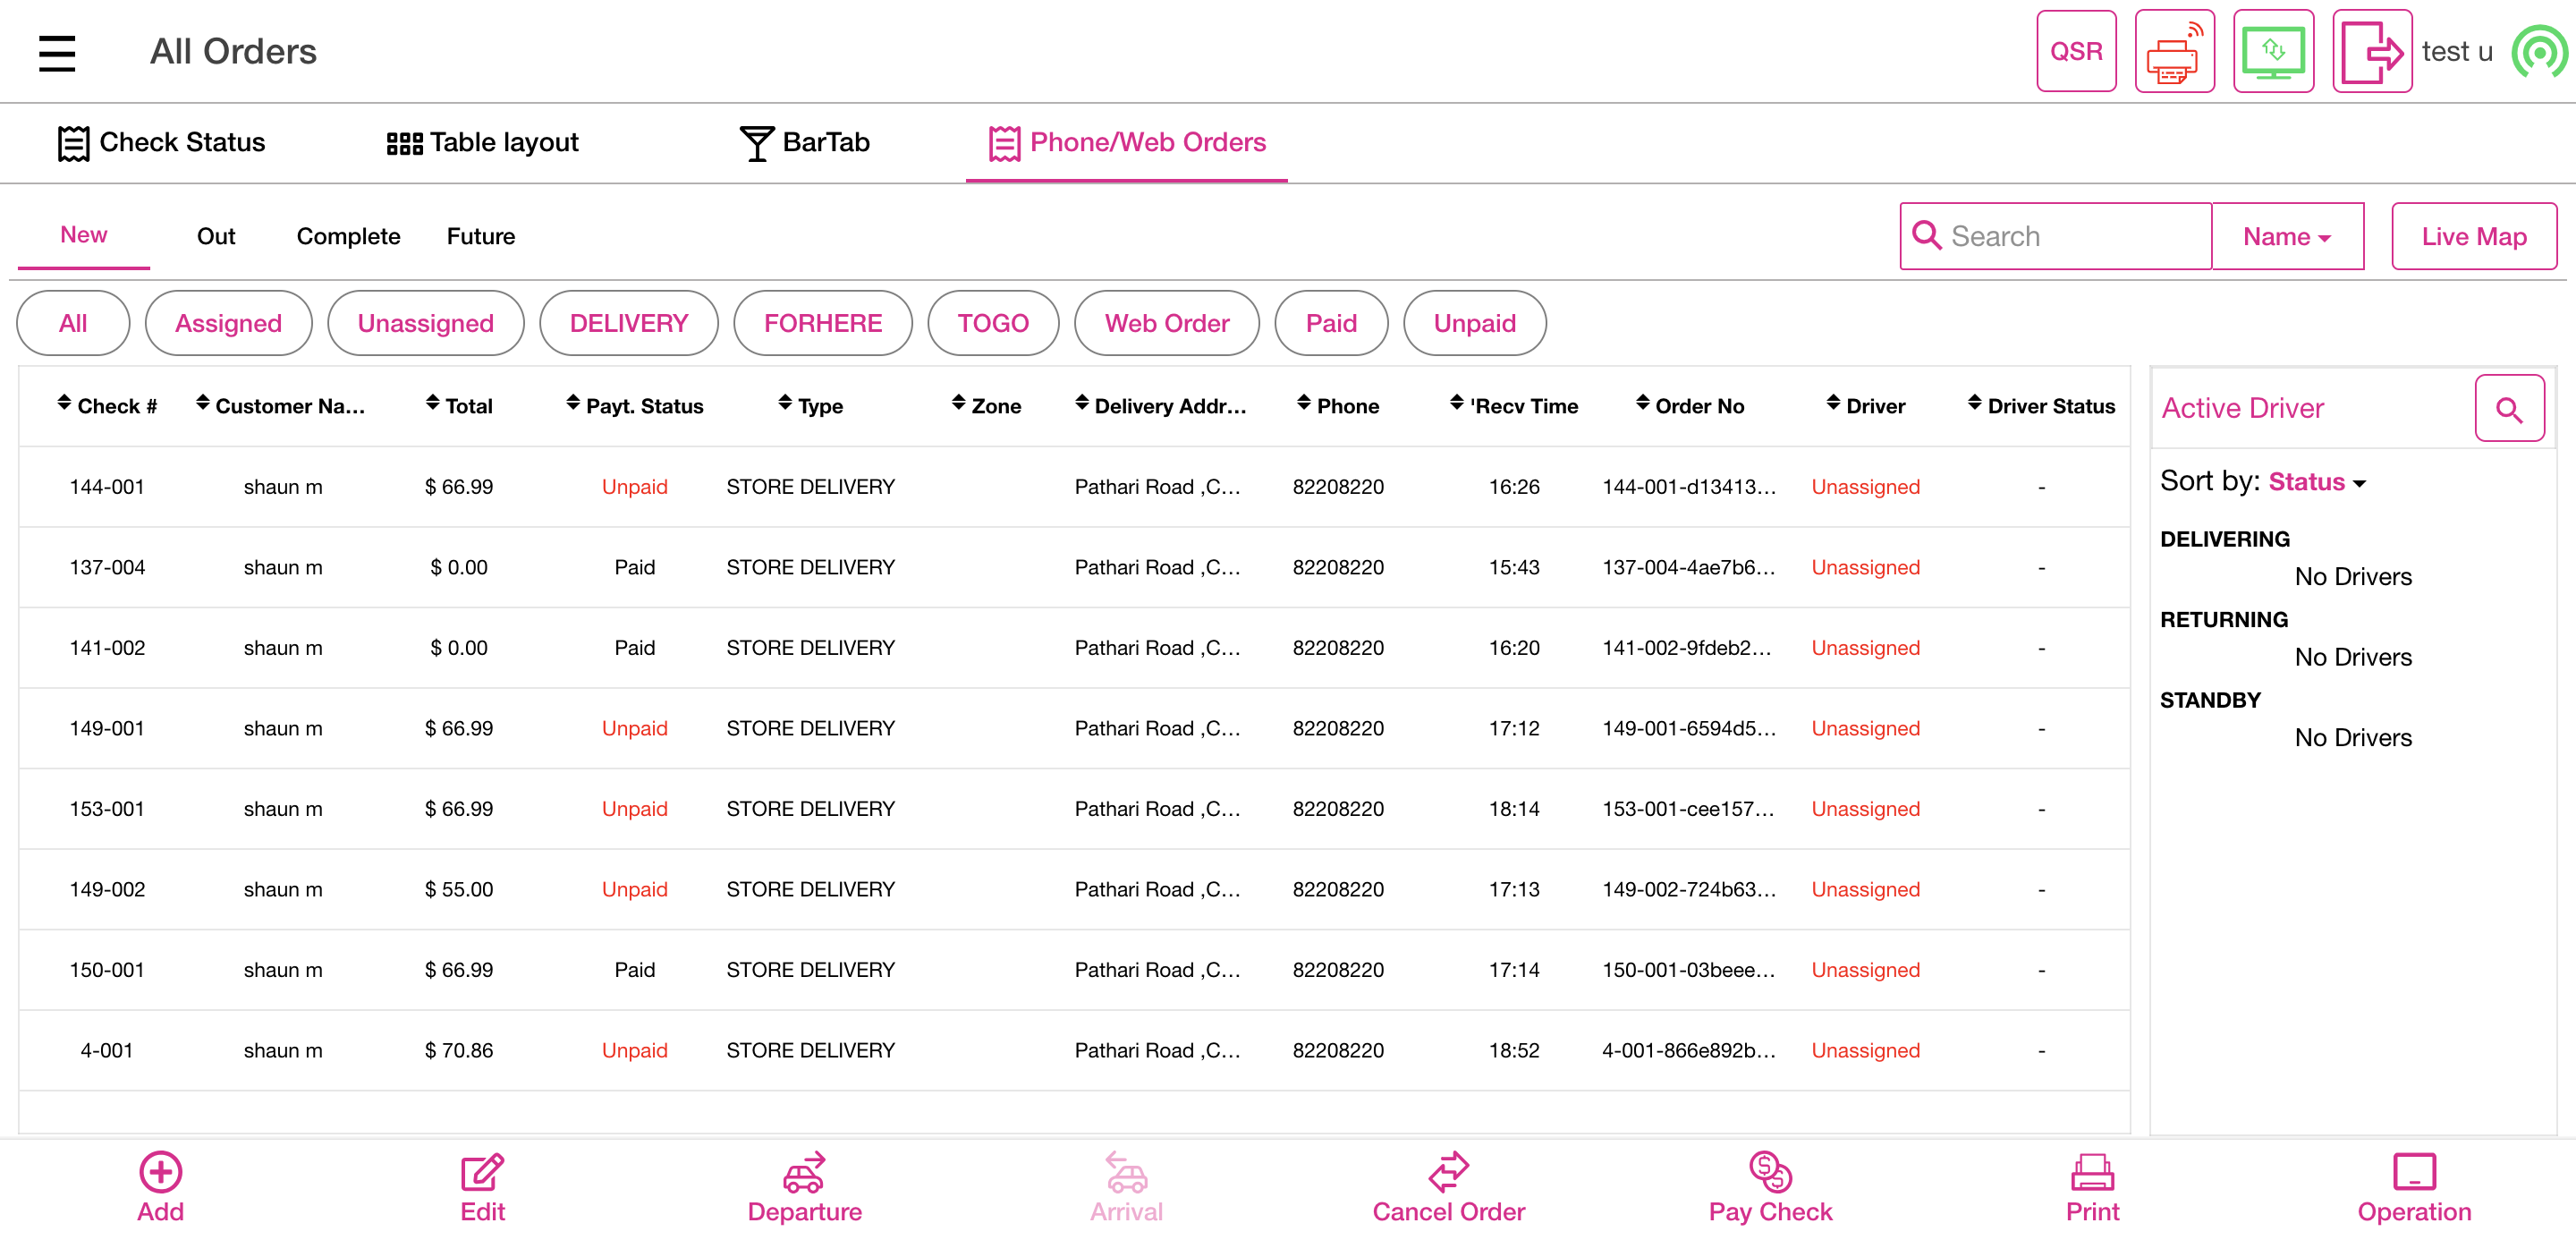 All Orders
QSR
test u
Check Status
Table layout
BarTab
Phone/Web Orders
New
Out
Complete
Future
Search
Name
Live Map
All
Assigned
Unassigned
DELIVERY
FORHERE
TOGO
Web Order
Paid
Unpaid
Check # Customer Na... Total Payt. Status Type Zone Delivery Addr... Phone 'Recv Time Order No Driver Driver Status
144-001 shaun m $ 66.99 Unpaid STORE DELIVERY Pathari Road ,C... 82208220 16:26 144-001-d13413... Unassigned -
137-004 shaun m $ 0.00 Paid STORE DELIVERY Pathari Road ,C... 82208220 15:43 137-004-4ae7b6... Unassigned -
141-002 shaun m $ 0.00 Paid STORE DELIVERY Pathari Road ,C... 82208220 16:20 141-002-9fdeb2... Unassigned -
149-001 shaun m $ 66.99 Unpaid STORE DELIVERY Pathari Road ,C... 82208220 17:12 149-001-6594d5... Unassigned -
153-001 shaun m $ 66.99 Unpaid STORE DELIVERY Pathari Road ,C... 82208220 18:14 153-001-cee157... Unassigned -
149-002 shaun m $ 55.00 Unpaid STORE DELIVERY Pathari Road ,C... 82208220 17:13 149-002-724b63... Unassigned -
150-001 shaun m $ 66.99 Paid STORE DELIVERY Pathari Road ,C... 82208220 17:14 150-001-03beee... Unassigned -
4-001 shaun m $ 70.86 Unpaid STORE DELIVERY Pathari Road ,C... 82208220 18:52 4-001-866e892b... Unassigned -
Active Driver
Sort by: Status
DELIVERING
No Drivers
RETURNING
No Drivers
STANDBY
No Drivers
Add
Edit
Departure
Arrival
Cancel Order
Pay Check
Print
Operation